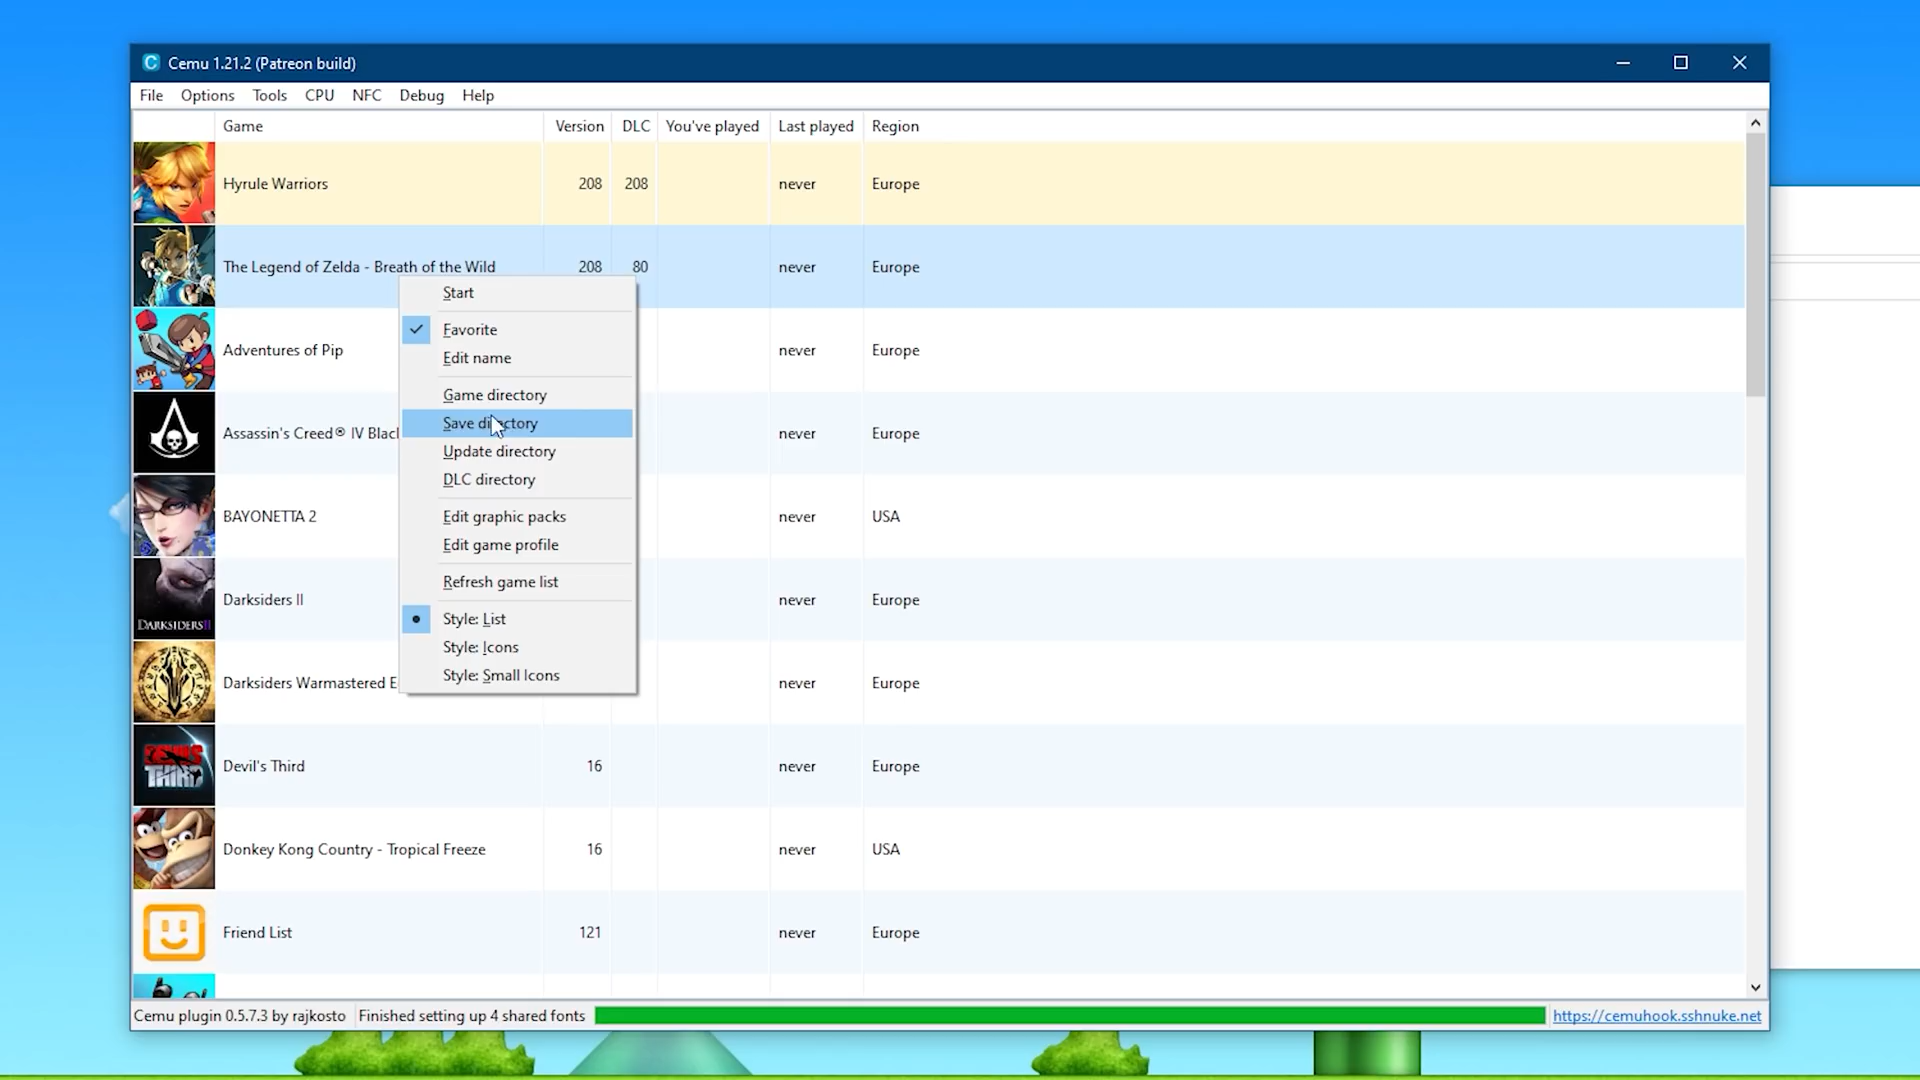 Cemu 1.21.2 (Patreon build)
File Options Tools CPU NFC Debug Help
Game Version DLC You've played Last played Region
Hyrule Warriors 208 208 never Europe
The Legend of Zelda - Breath of the Wild 208 80 never Europe
Start
Favorite
Adventures of Pip never Europe
Edit name
Game directory
Save directory
Assassin's Creed® IV Blac never Europe
Update directory
DLC directory
BAYONETTA 2 never USA
Edit graphic packs
Edit game profile
Refresh game list
Darksiders II never Europe
DARKSIDERS II
Style: List
Style: Icons
Style: Small Icons
Darksiders Warmastered E never Europe
Devil's Third 16 never Europe
DEVIL'S THIRD
Donkey Kong Country - Tropical Freeze 16 never USA
Friend List 121 never Europe
Cemu plugin 0.5.7.3 by rajkosto Finished setting up 4 shared fonts https://cemuhook.sshnuke.net